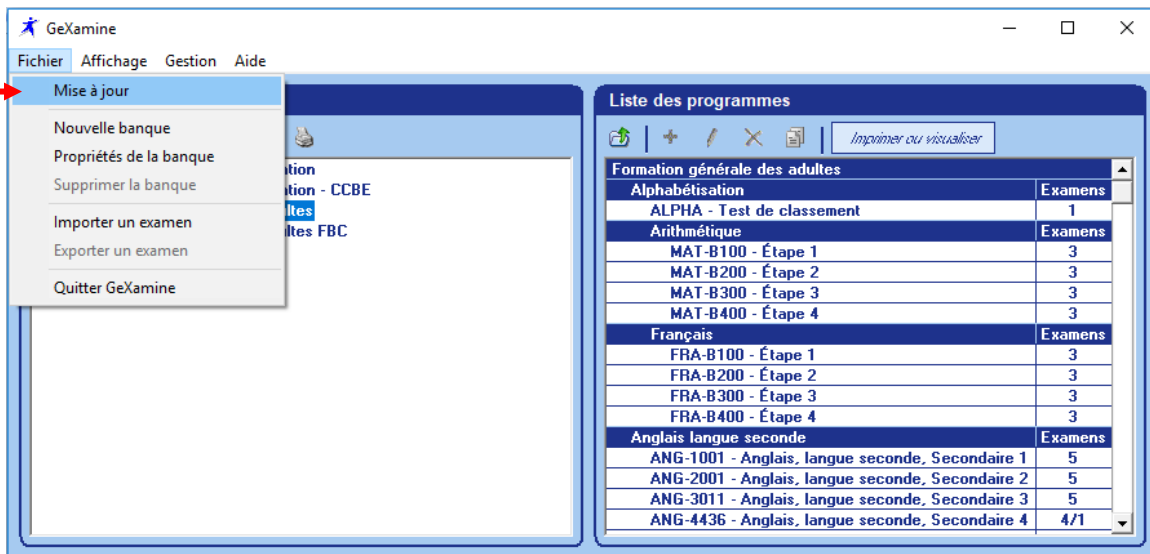 GeXamine
Fichier Affichage Gestion Aide
Mise à jour
Nouvelle banque
Propriétés de la banque
Supprimer la banque
Importer un examen
Exporter un examen
Quitter GeXamine
- CCBE
FBC
Liste des programmes
Imprimer ou visualiser
Formation générale des adultes
Alphabétisation Examens
ALPHA - Test de classement 1
Arithmétique Examens
MAT-B100 - Étape 1 3
MAT-B200 - Étape 2 3
MAT-B300 - Étape 3 3
MAT-B400 - Étape 4 3
Français Examens
FRA-B100 - Étape 1 3
FRA-B200 - Étape 2 3
FRA-B300 - Étape 3 3
FRA-B400 - Étape 4 3
Anglais langue seconde Examens
ANG-1001 - Anglais, langue seconde, Secondaire 1 5
ANG-2001 - Anglais, langue seconde, Secondaire 2 5
ANG-3011 - Anglais, langue seconde, Secondaire 3 5
ANG-4436 - Anglais, langue seconde, Secondaire 4 4/1